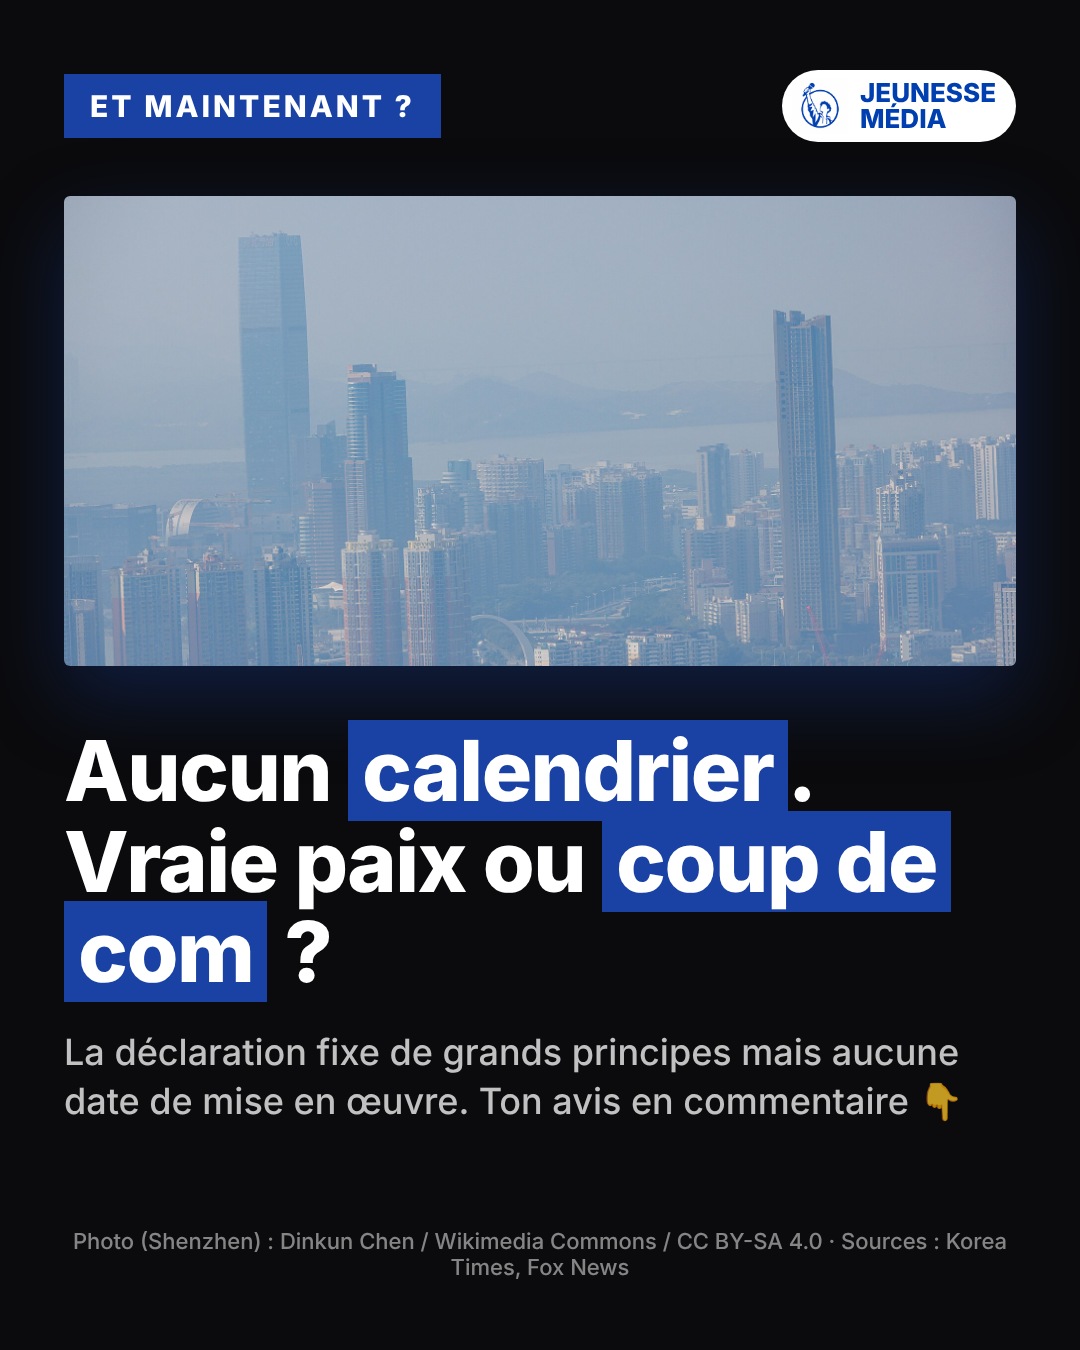 ET MAINTENANT ?
JEUNESSE
MÉDIA
Aucun calendrier.
Vraie paix ou coup de
com ?
La déclaration fixe de grands principes mais aucune
date de mise en œuvre. Ton avis en commentaire 👇
Photo (Shenzhen) : Dinkun Chen / Wikimedia Commons / CC BY-SA 4.0 · Sources : Korea
Times, Fox News